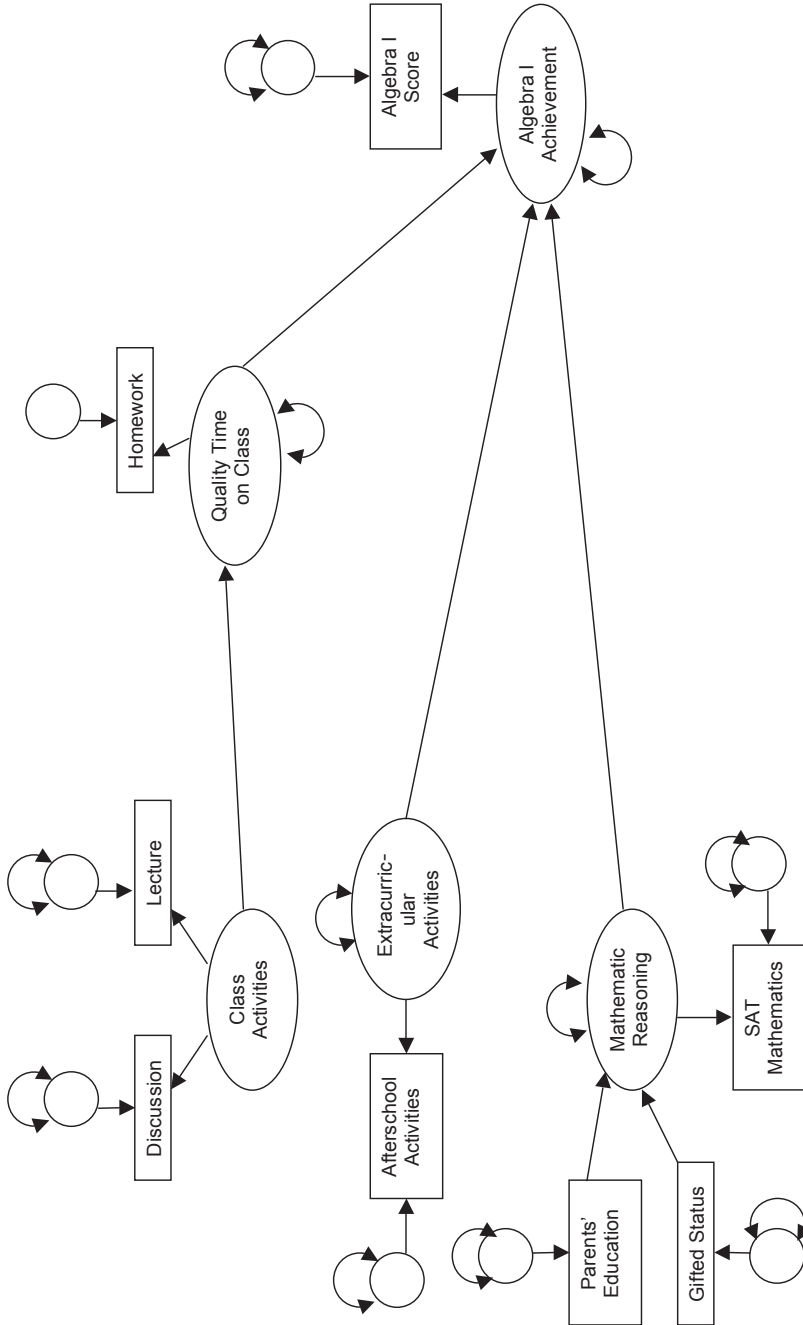 Discussion
Lecture
Class
Activities
Homework
Quality Time
on Class
Afterschool
Activities
Extracurric-
ular
Activities
Algebra I
Score
Algebra I
Achievement
Parents'
Education
Gifted Status
Mathematic
Reasoning
SAT
Mathematics